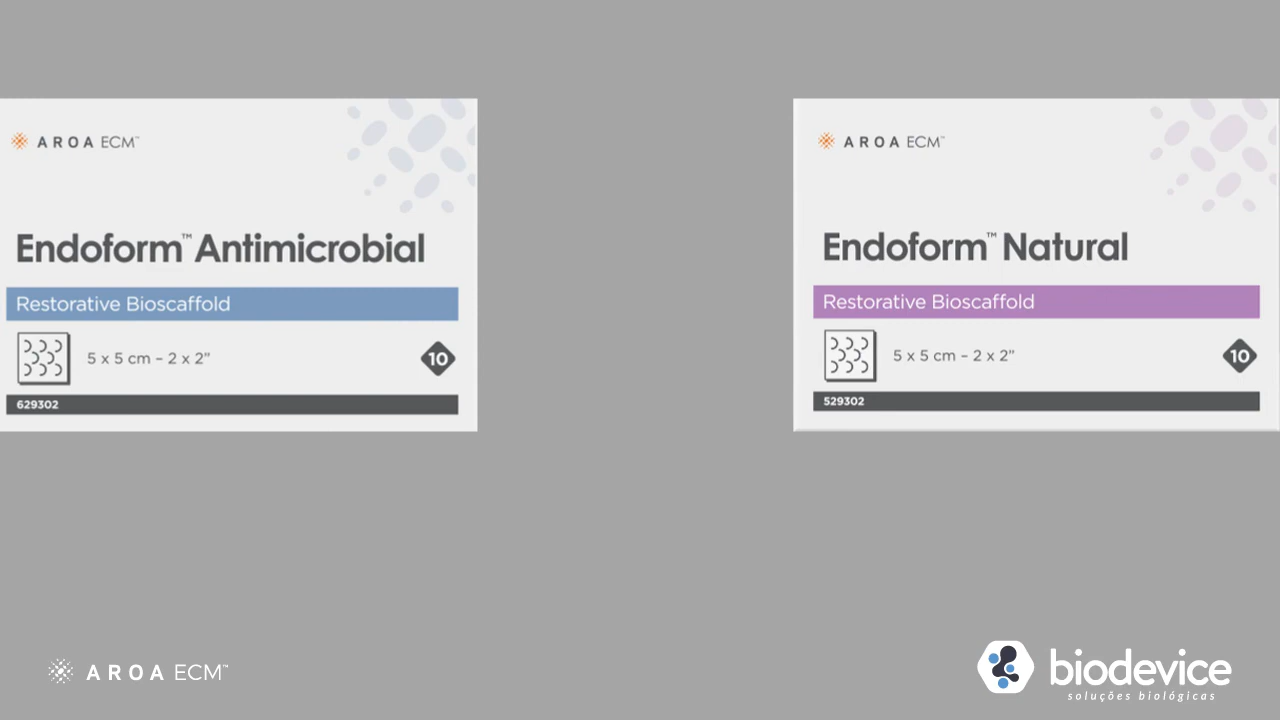 AROA ECM™
Endoform™ Antimicrobial
Restorative Bioscaffold
5 x 5 cm – 2 x 2”
10
629302
AROA ECM™
Endoform™ Natural
Restorative Bioscaffold
5 x 5 cm – 2 x 2”
10
529302
AROA ECM™
biodevice
soluções biológicas